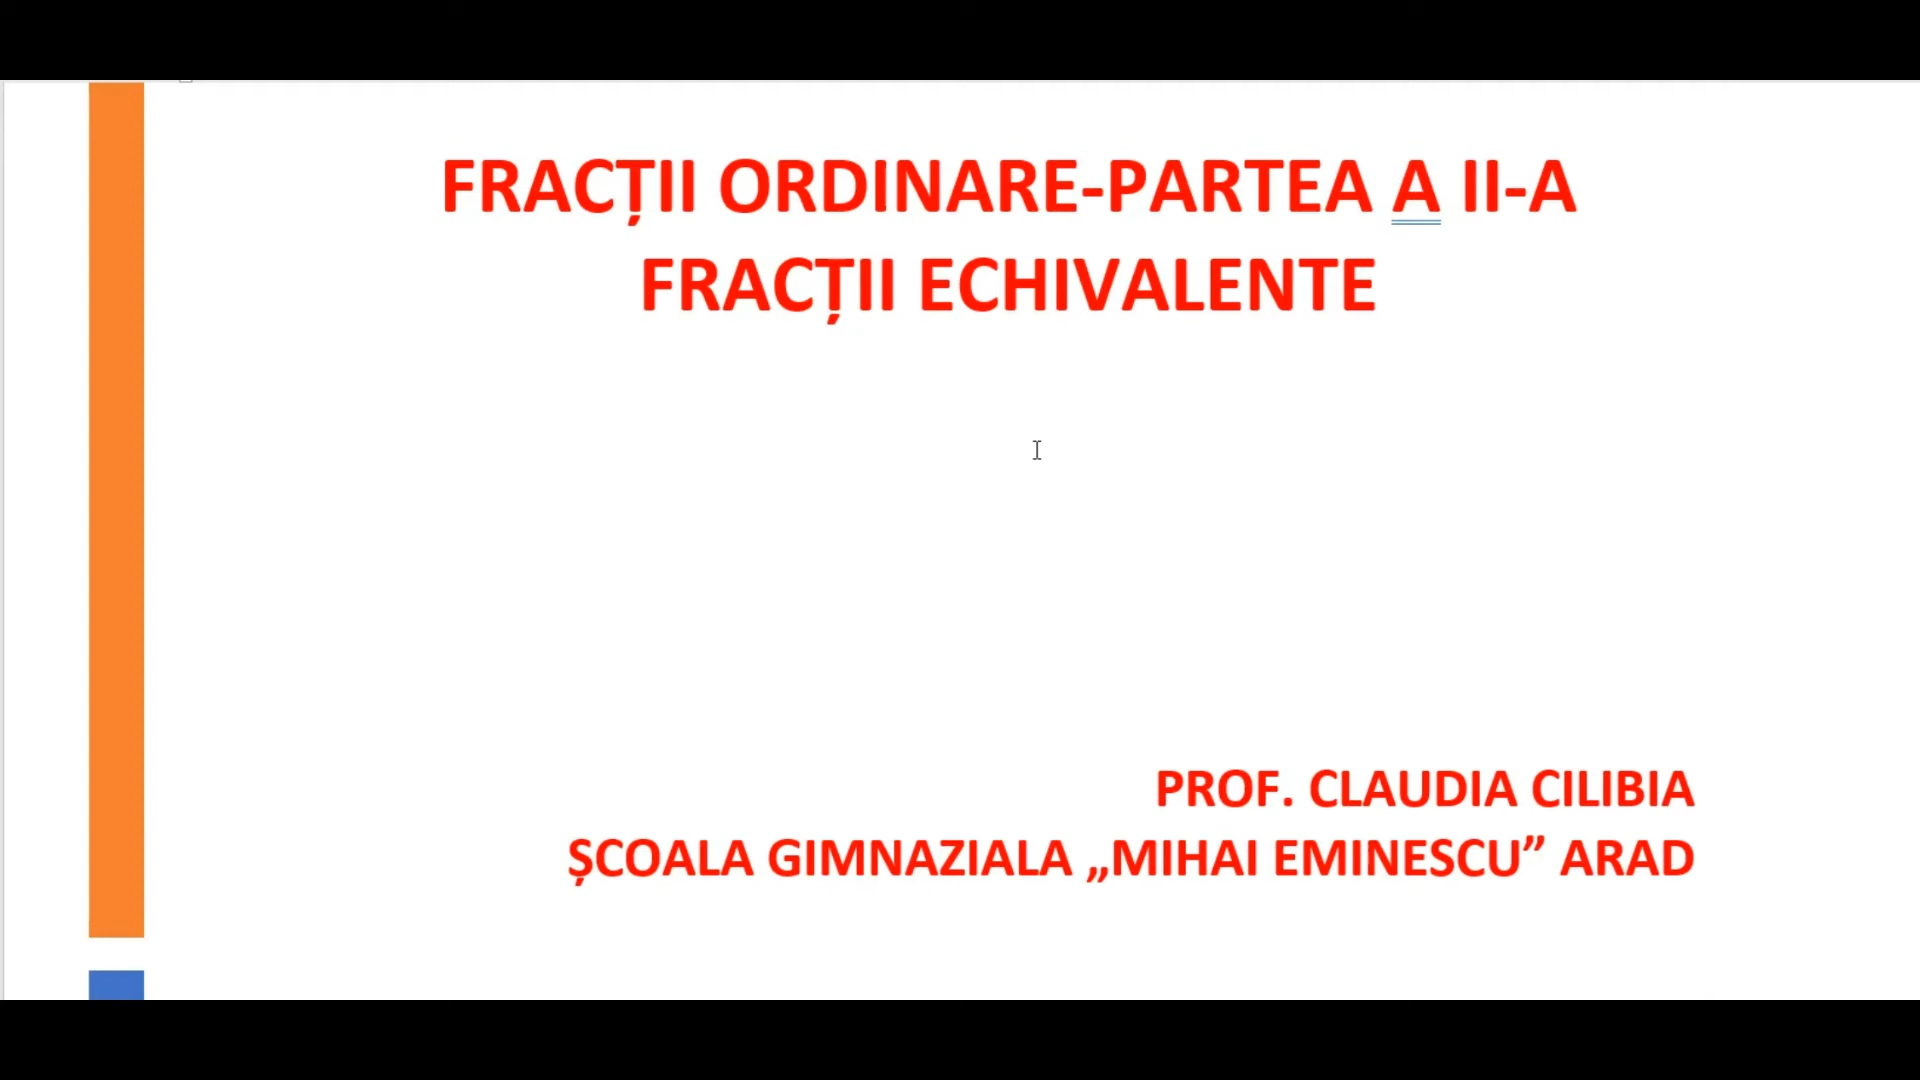 FRACȚII ORDINARE-PARTEA A II-A
FRACȚII ECHIVALENTE
PROF. CLAUDIA CILIBIA
ȘCOALA GIMNAZIALA „MIHAI EMINESCU” ARAD